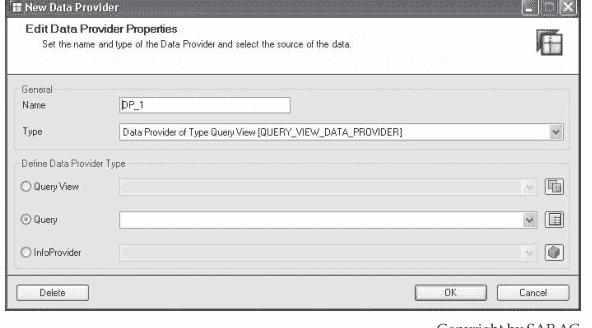 New Data Provider
Edit Data Provider Properties
Set the name and type of the Data Provider and select the source of the data.
General
Name
DP_1
Type
Data Provider of Type Query View [QUERY_VIEW_DATA_PROVIDER]
Define Data Provider Type
Query View
Query
InfoProvider
Delete
OK
Cancel
Copyright by SAP AG